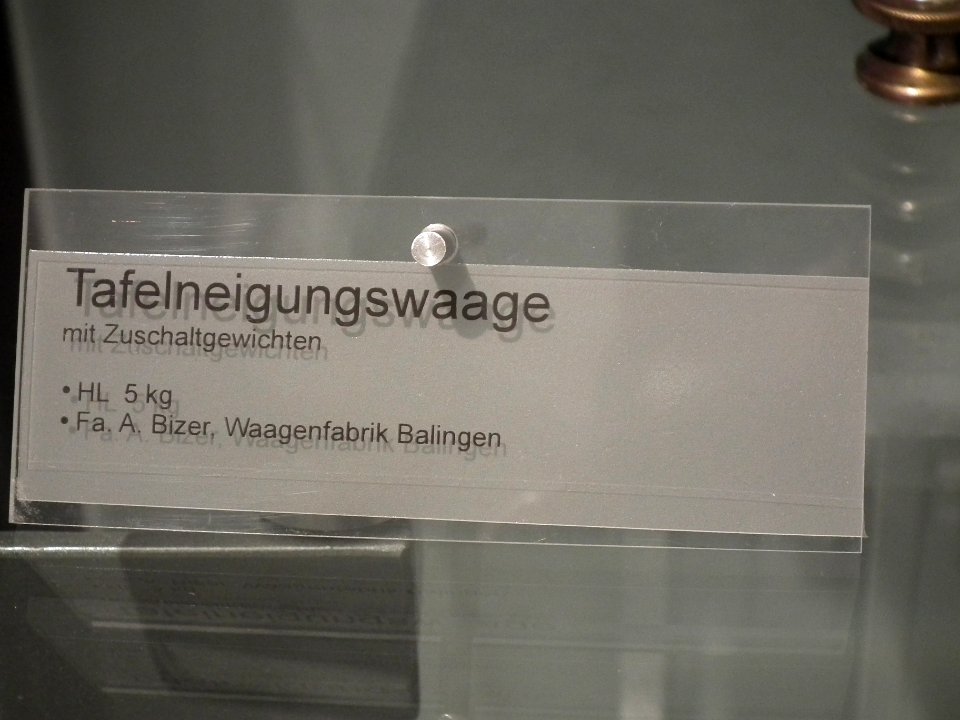 Tafelneigungswaage
mit Zuschaltgewichten
• HL 5 kg
• Fa. A. Bizer, Waagenfabrik Balingen